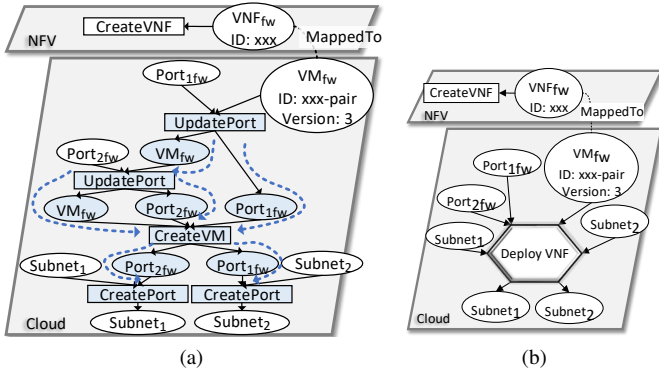 CreateVNF
VNFfw
ID: xxx
MappedTo
NFV
Port1fw
VMfw
ID: xxx-pair
Version: 3
UpdatePort
Port2fw
VMfw
UpdatePort
VMfw
Port2fw
Port1fw
CreateVM
Subnet1
Port2fw
Port1fw
Subnet2
CreatePort
CreatePort
Cloud
Subnet1
Subnet2
(a)
CreateVNF
VNFfw
ID: xxx
MappedTo
NFV
Port1fw
VMfw
ID: xxx-pair
Version: 3
Port2fw
Subnet1
Subnet2
Deploy VNF
Subnet1
Subnet2
Cloud
(b)